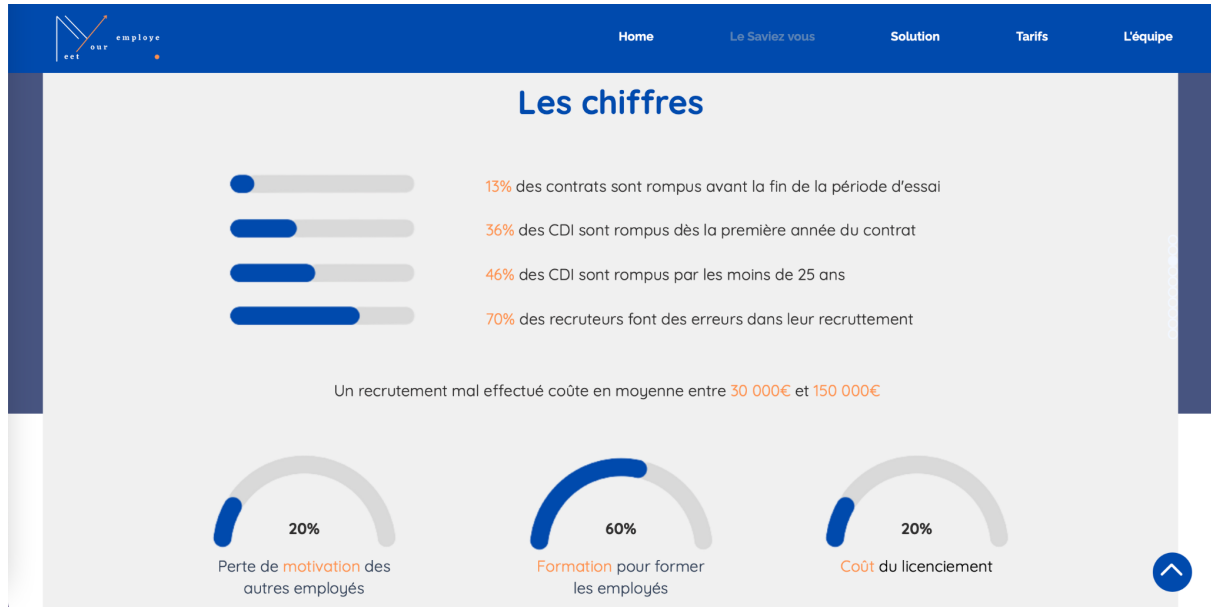 employe
our
eet
Home
Le Saviez vous
Solution
Tarifs
L'équipe
Les chiffres
13% des contrats sont rompus avant la fin de la période d'essai
36% des CDI sont rompus dès la première année du contrat
46% des CDI sont rompus par les moins de 25 ans
70% des recruteurs font des erreurs dans leur recruttement
Un recrutement mal effectué coûte en moyenne entre 30 000€ et 150 000€
20%
Perte de motivation des
autres employés
60%
Formation pour former
les employés
20%
Coût du licenciement